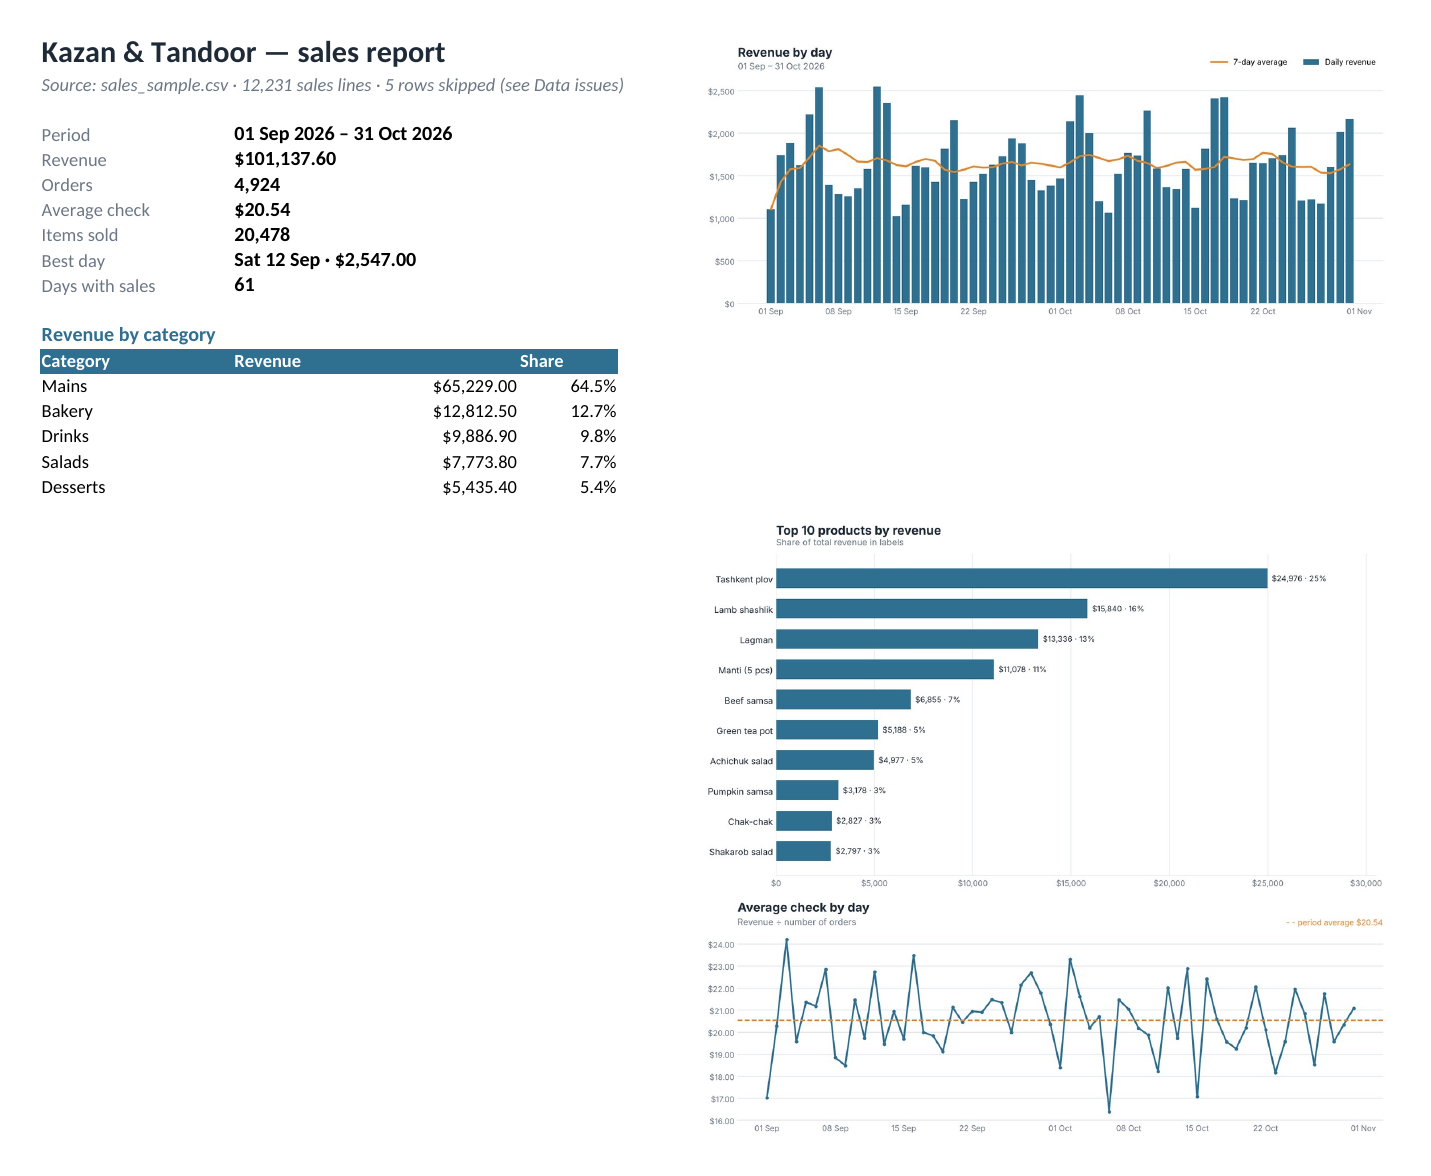 Kazan & Tandoor — sales report
Source: sales_sample.csv · 12,231 sales lines · 5 rows skipped (see Data issues)
Period 01 Sep 2026 – 31 Oct 2026
Revenue $101,137.60
Orders 4,924
Average check $20.54
Items sold 20,478
Best day Sat 12 Sep · $2,547.00
Days with sales 61
Revenue by category
Category Revenue Share
Mains $65,229.00 64.5%
Bakery $12,812.50 12.7%
Drinks $9,886.90 9.8%
Salads $7,773.80 7.7%
Desserts $5,435.40 5.4%
Revenue by day
01 Sep – 31 Oct 2026
7-day average Daily revenue
$2,500
$2,000
$1,500
$1,000
$500
$0
01 Sep 08 Sep 15 Sep 22 Sep 01 Oct 08 Oct 15 Oct 22 Oct 01 Nov
Top 10 products by revenue
Share of total revenue in labels
Tashkent plov $24,976 · 25%
Lamb shashlik $15,840 · 16%
Lagman $13,336 · 13%
Manti (5 pcs) $11,078 · 11%
Beef samsa $6,855 · 7%
Green tea pot $5,188 · 5%
Achichuk salad $4,977 · 5%
Pumpkin samsa $3,178 · 3%
Chak-chak $2,827 · 3%
Shakarob salad $2,797 · 3%
$0 $5,000 $10,000 $15,000 $20,000 $25,000 $30,000
Average check by day
Revenue ÷ number of orders
-- period average $20.54
$24.00
$23.00
$22.00
$21.00
$20.00
$19.00
$18.00
$17.00
$16.00
01 Sep 08 Sep 15 Sep 22 Sep 01 Oct 08 Oct 15 Oct 22 Oct 01 Nov